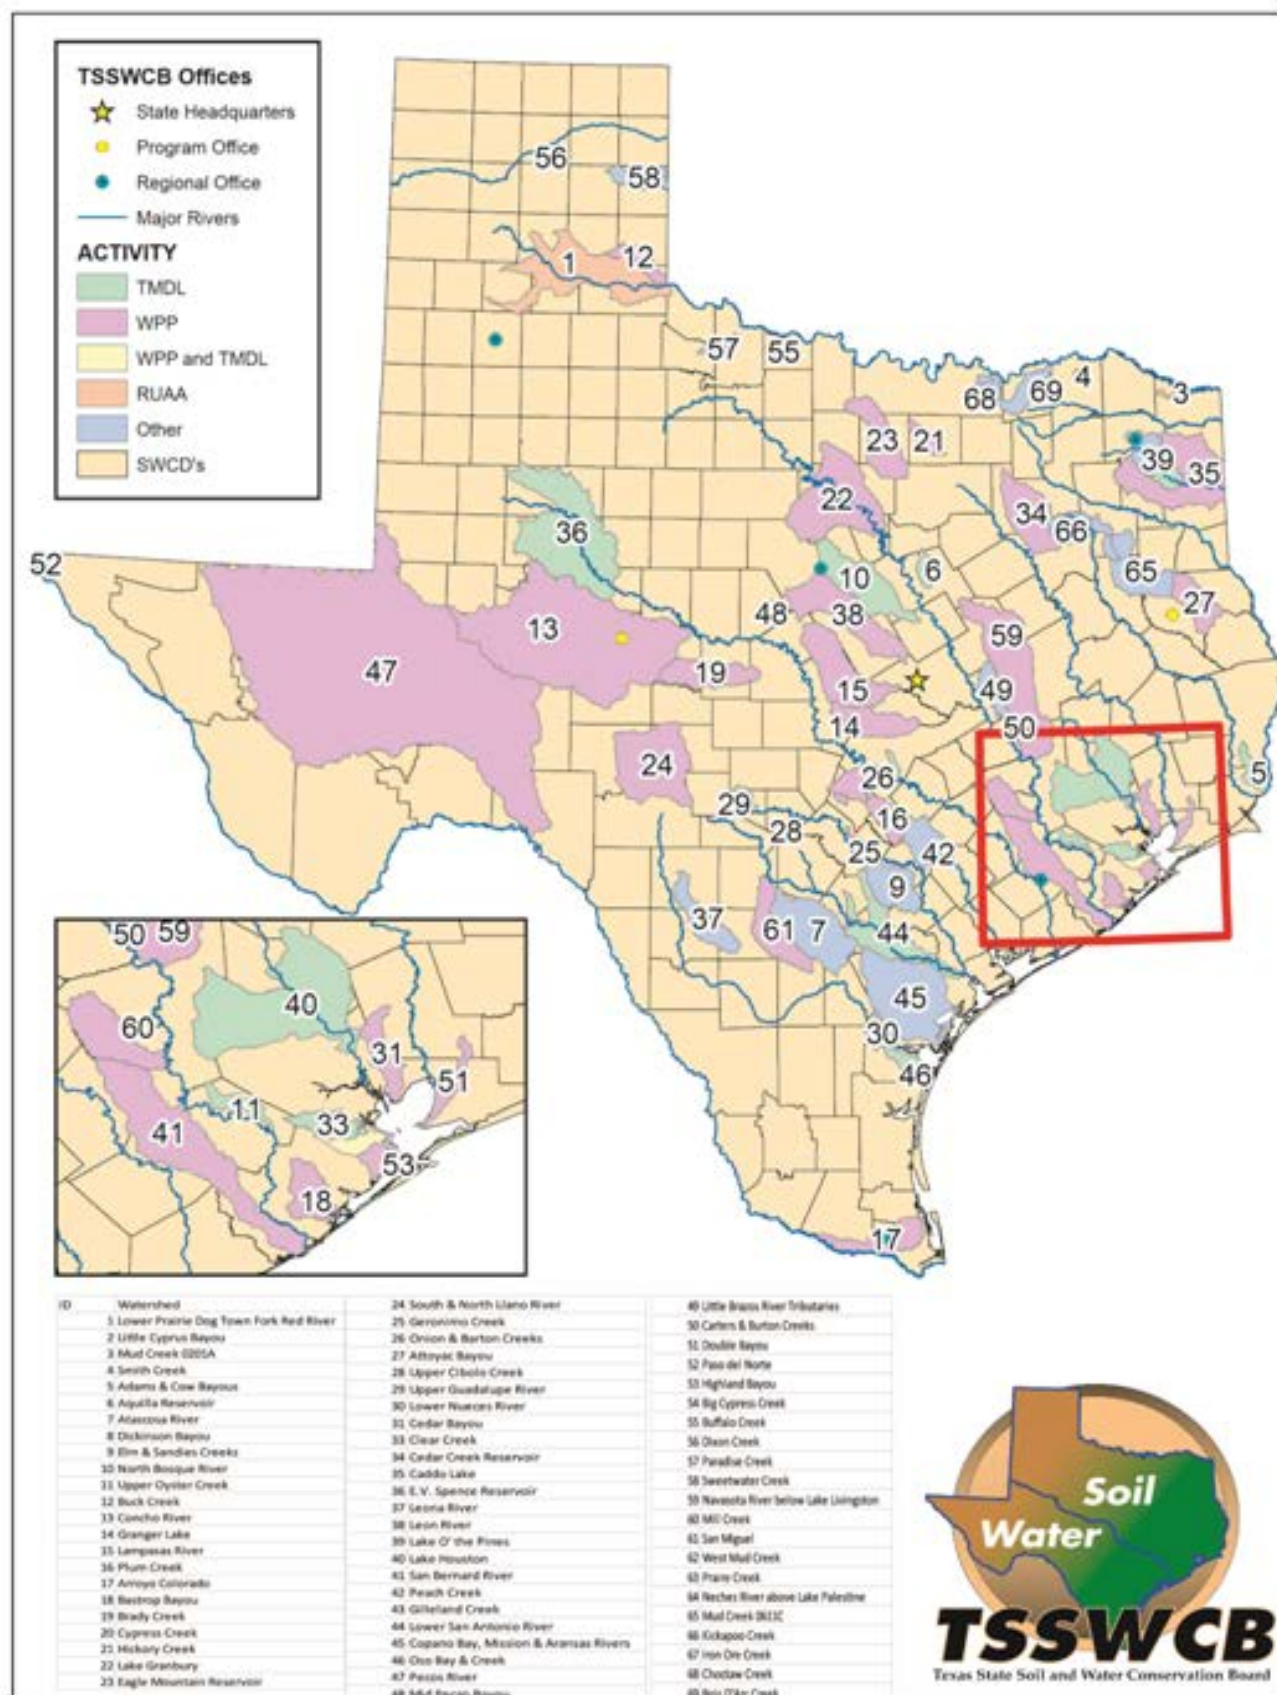 TSSWCB Offices
State Headquarters
Program Office
Regional Office
Major Rivers
ACTIVITY
TMDL
WPP
WPP and TMDL
RUAA
Other
SWCD's
56
58
1
12
57
55
68
69
4
3
23
21
39
35
22
36
34
66
52
10
6
65
13
48
38
27
59
47
19
15
49
14
50
24
26
5
29
16
28
25
42
9
37
61
7
44
45
30
46
17
50
59
40
60
31
51
11
33
41
53
18
ID Watershed
1 Lower Prairie Dog Town Fork Red River
2 Little Cyprus Bayou
3 Mud Creek 0201A
4 Smith Creek
5 Adams & Cow Bayous
6 Aquilla Reservoir
7 Atascosa River
8 Dickinson Bayou
9 Elm & Sandies Creeks
10 North Bosque River
11 Upper Oyster Creek
12 Buck Creek
13 Concho River
14 Granger Lake
15 Lampasas River
16 Plum Creek
17 Arroyo Colorado
18 Bastrop Bayou
19 Brady Creek
20 Cypress Creek
21 Hickory Creek
22 Lake Granbury
23 Eagle Mountain Reservoir
24 South & North Llano River
25 Geronimo Creek
26 Onion & Barton Creeks
27 Attoyac Bayou
28 Upper Cibolo Creek
29 Upper Guadalupe River
30 Lower Nueces River
31 Cedar Bayou
33 Clear Creek
34 Cedar Creek Reservoir
35 Caddo Lake
36 E.V. Spence Reservoir
37 Leona River
38 Leon River
39 Lake O' the Pines
40 Lake Houston
41 San Bernard River
42 Peach Creek
43 Gilleland Creek
44 Lower San Antonio River
45 Copano Bay, Mission & Aransas Rivers
46 Oso Bay & Creek
47 Pecos River
48 Mid Pecan Bayou
49 Little Brazos River Tributaries
50 Carters & Burton Creeks
51 Double Bayou
52 Paso del Norte
53 Highland Bayou
54 Big Cypress Creek
55 Buffalo Creek
56 Dixon Creek
57 Paradise Creek
58 Sweetwater Creek
59 Navasota River below Lake Livingston
60 Mill Creek
61 San Miguel
62 West Mud Creek
63 Prairie Creek
64 Neches River above Lake Palestine
65 Mud Creek 0611C
66 Kickapoo Creek
67 Iron Ore Creek
68 Choctaw Creek
69 Bois D'Arc Creek
Soil
Water
TSSWCB
Texas State Soil and Water Conservation Board